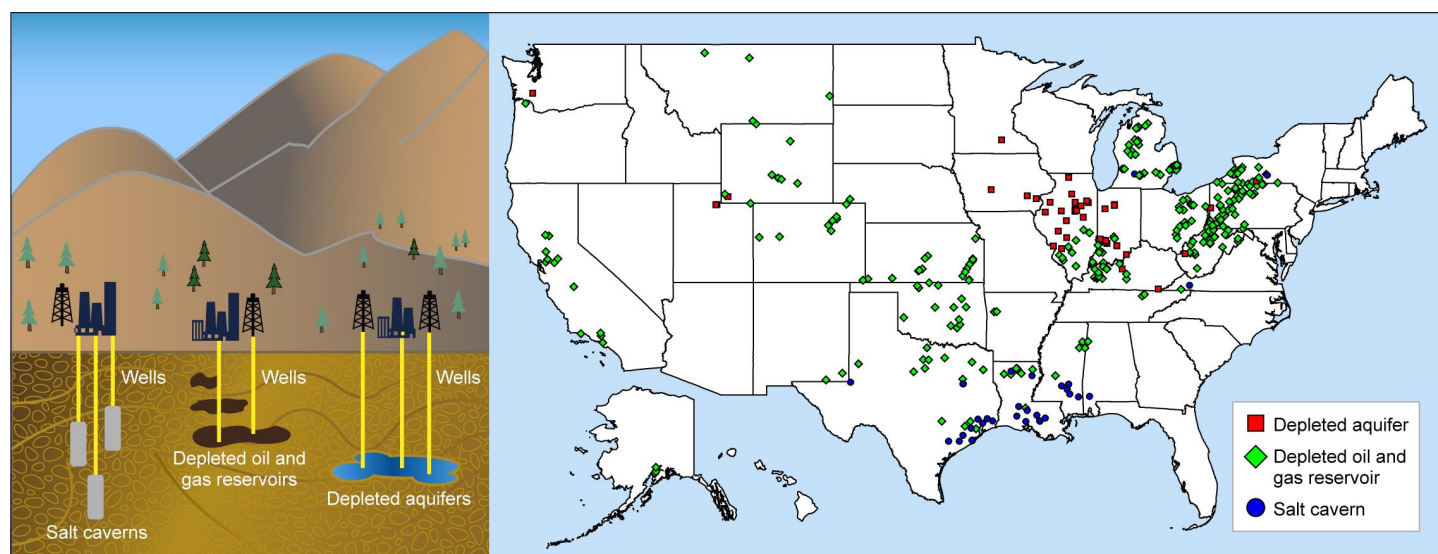 Wells
Wells
Wells
Depleted oil and
gas reservoirs
Depleted aquifers
Salt caverns
Depleted aquifer
Depleted oil and
gas reservoir
Salt cavern